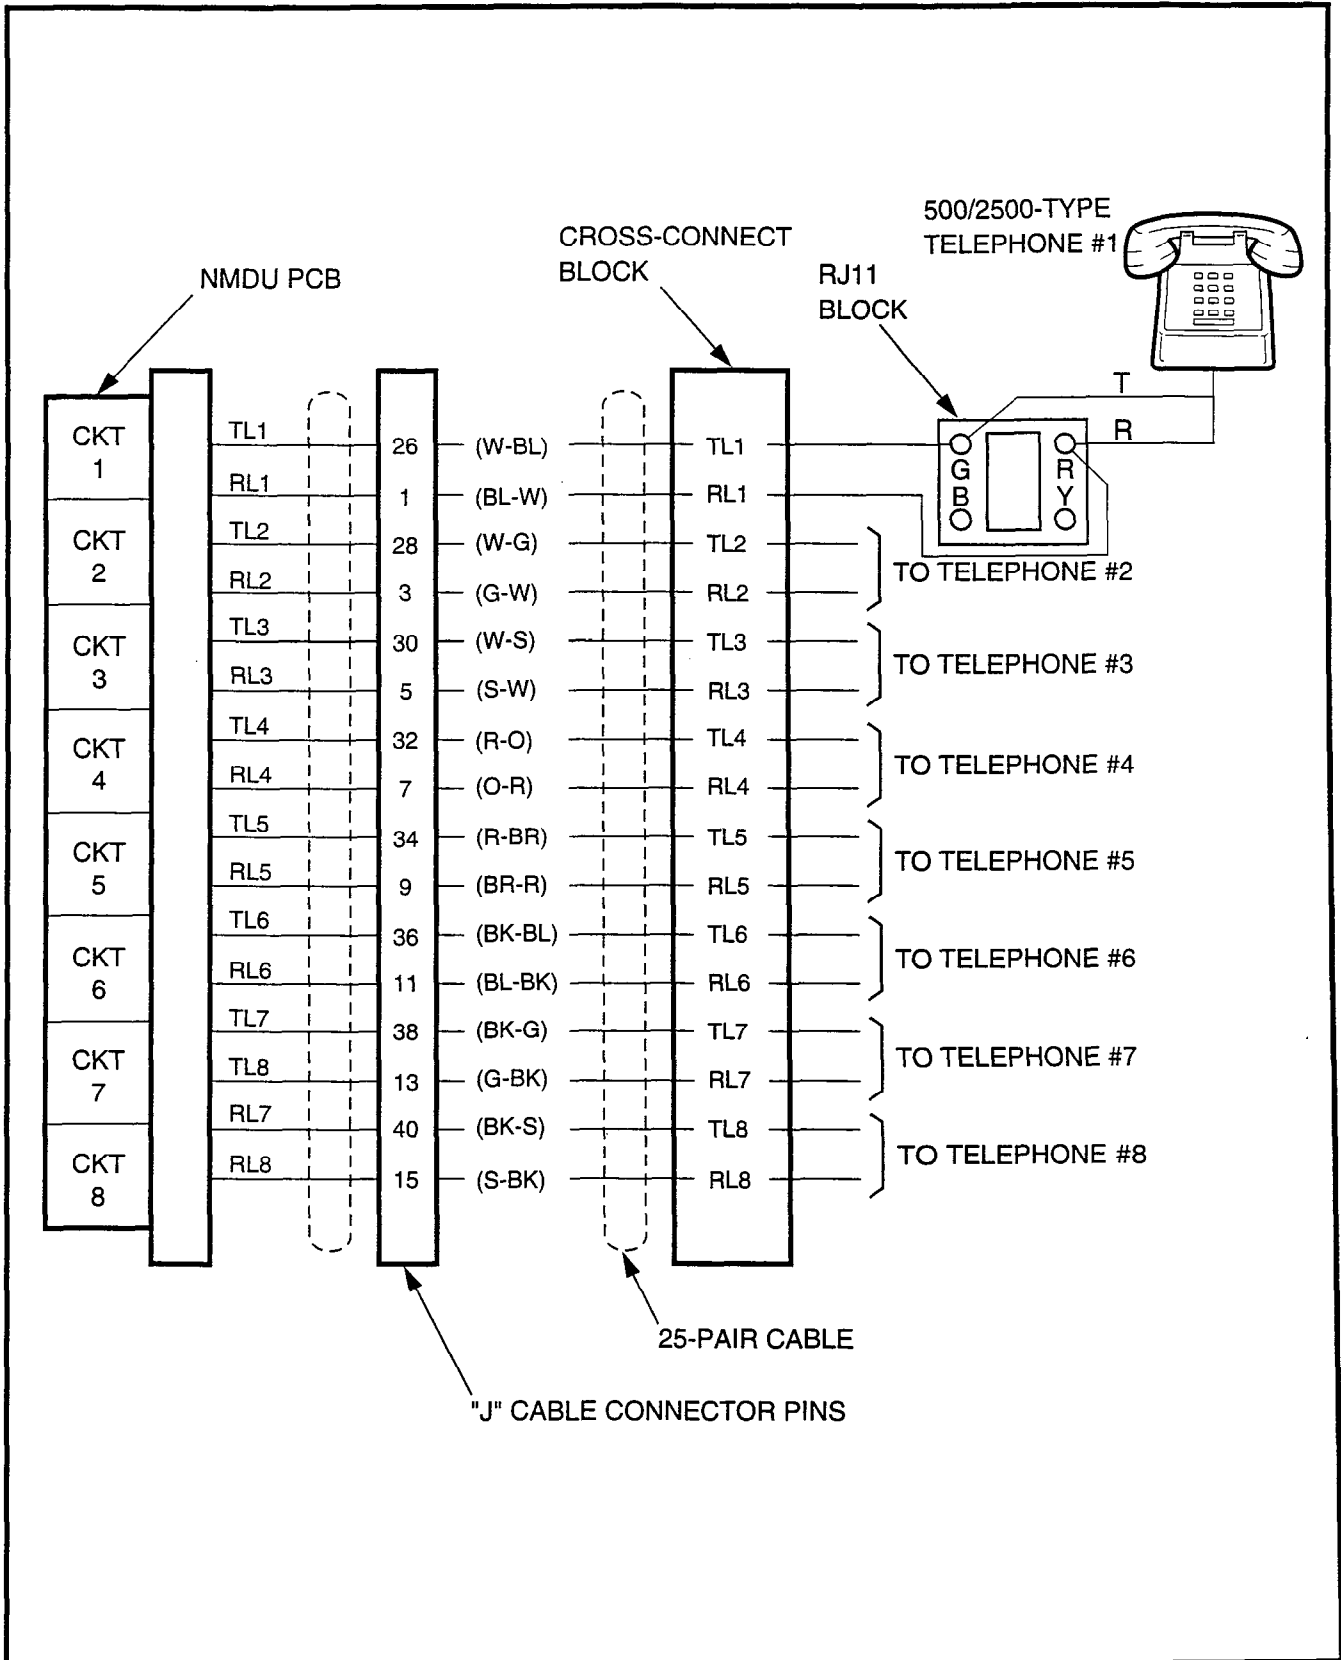 500/2500-TYPE
TELEPHONE #1
CROSS-CONNECT
BLOCK
NMDU PCB
RJ11
BLOCK
T
R
CKT
1
TL1 26 (W-BL) TL1
RL1 1 (BL-W) RL1
G R
B Y
CKT
2
TL2 28 (W-G) TL2
RL2 3 (G-W) RL2
TO TELEPHONE #2
CKT
3
TL3 30 (W-S) TL3
RL3 5 (S-W) RL3
TO TELEPHONE #3
CKT
4
TL4 32 (R-O) TL4
RL4 7 (O-R) RL4
TO TELEPHONE #4
CKT
5
TL5 34 (R-BR) TL5
RL5 9 (BR-R) RL5
TO TELEPHONE #5
CKT
6
TL6 36 (BK-BL) TL6
RL6 11 (BL-BK) RL6
TO TELEPHONE #6
CKT
7
TL7 38 (BK-G) TL7
TL8 13 (G-BK) RL7
TO TELEPHONE #7
CKT
8
RL7 40 (BK-S) TL8
RL8 15 (S-BK) RL8
TO TELEPHONE #8
25-PAIR CABLE
"J" CABLE CONNECTOR PINS